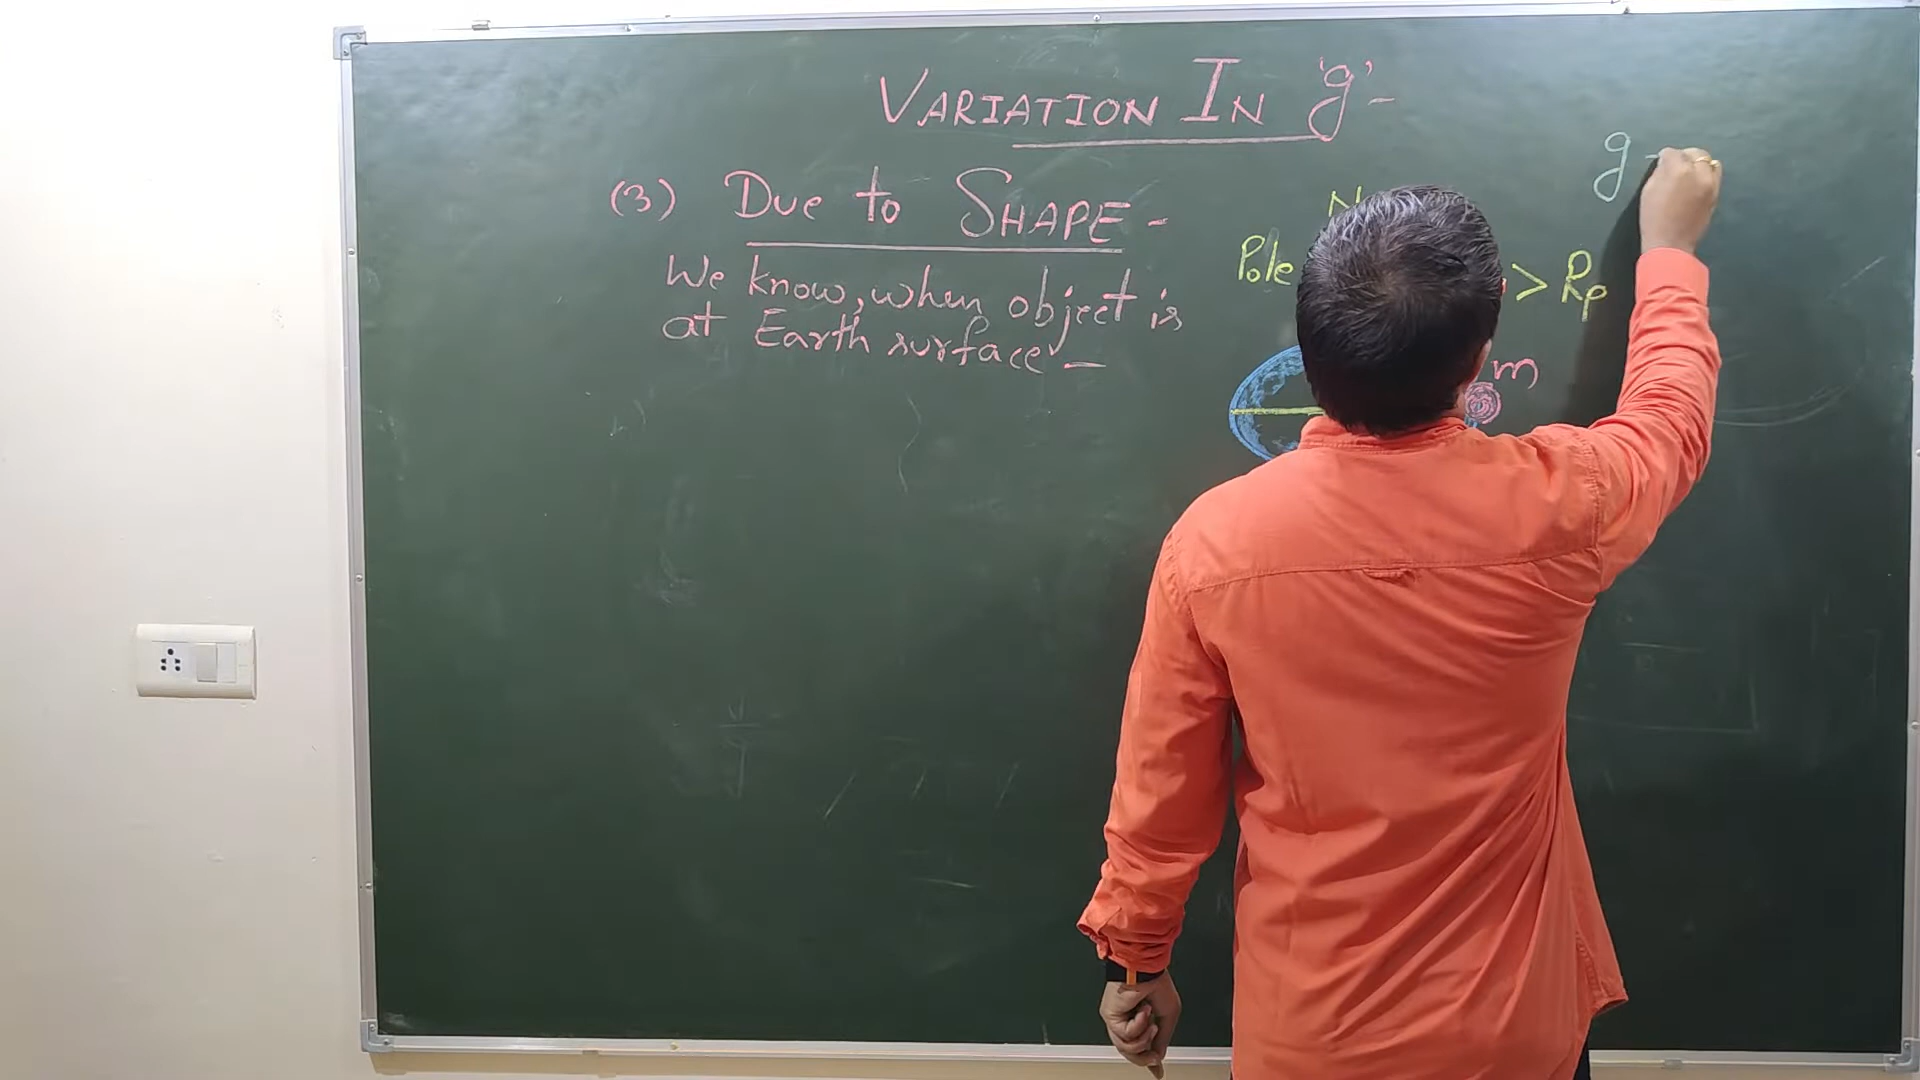 VARIATION IN 'g' -
(3) DUE to SHAPE -
We know, when object is
at Earth surface -
Pole
N
> Rp
m
g -